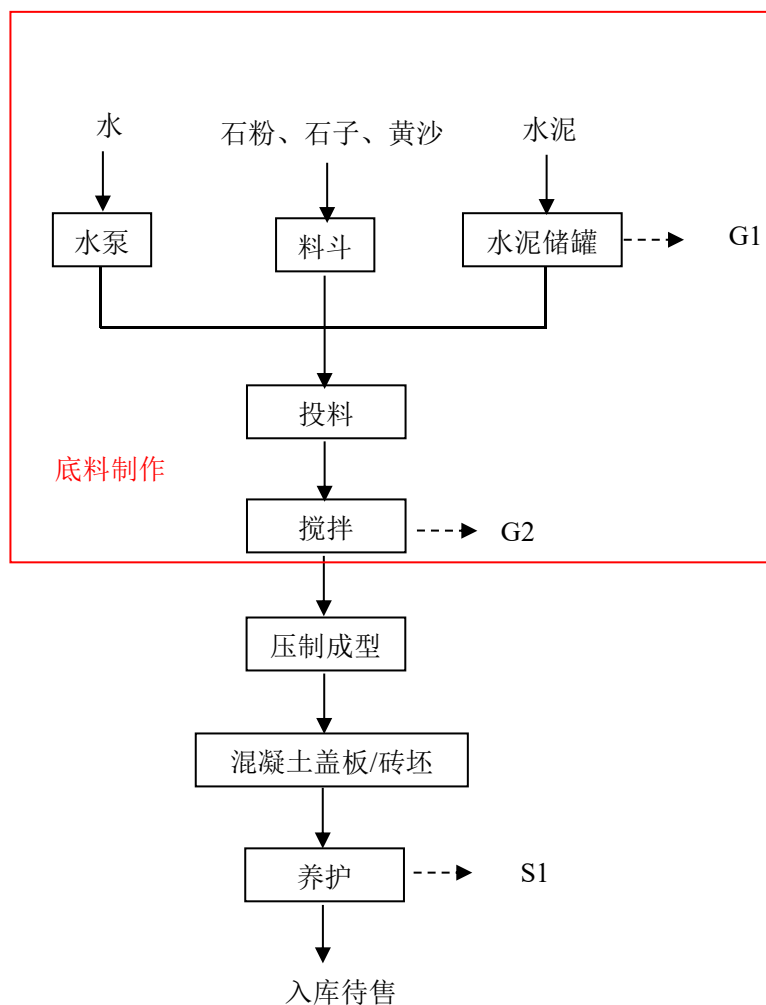 水
石粉、石子、黄沙
水泥
水泵
料斗
水泥储罐
G1
投料
底料制作
搅拌
G2
压制成型
混凝土盖板/砖坯
养护
S1
入库待售